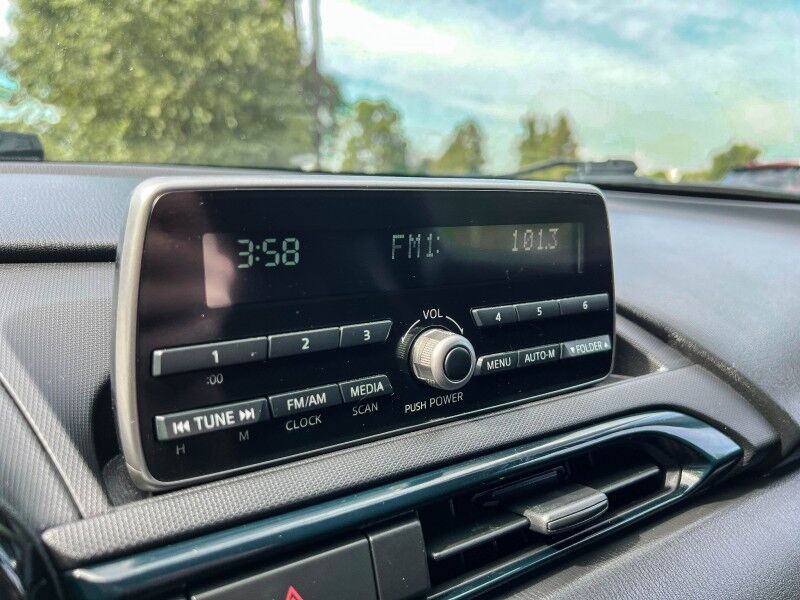 3:58 FM1: 101.3
VOL
1 2 3 4 5 6
:00
TUNE FM/AM MEDIA MENU AUTO-M FOLDER
H M CLOCK SCAN PUSH POWER